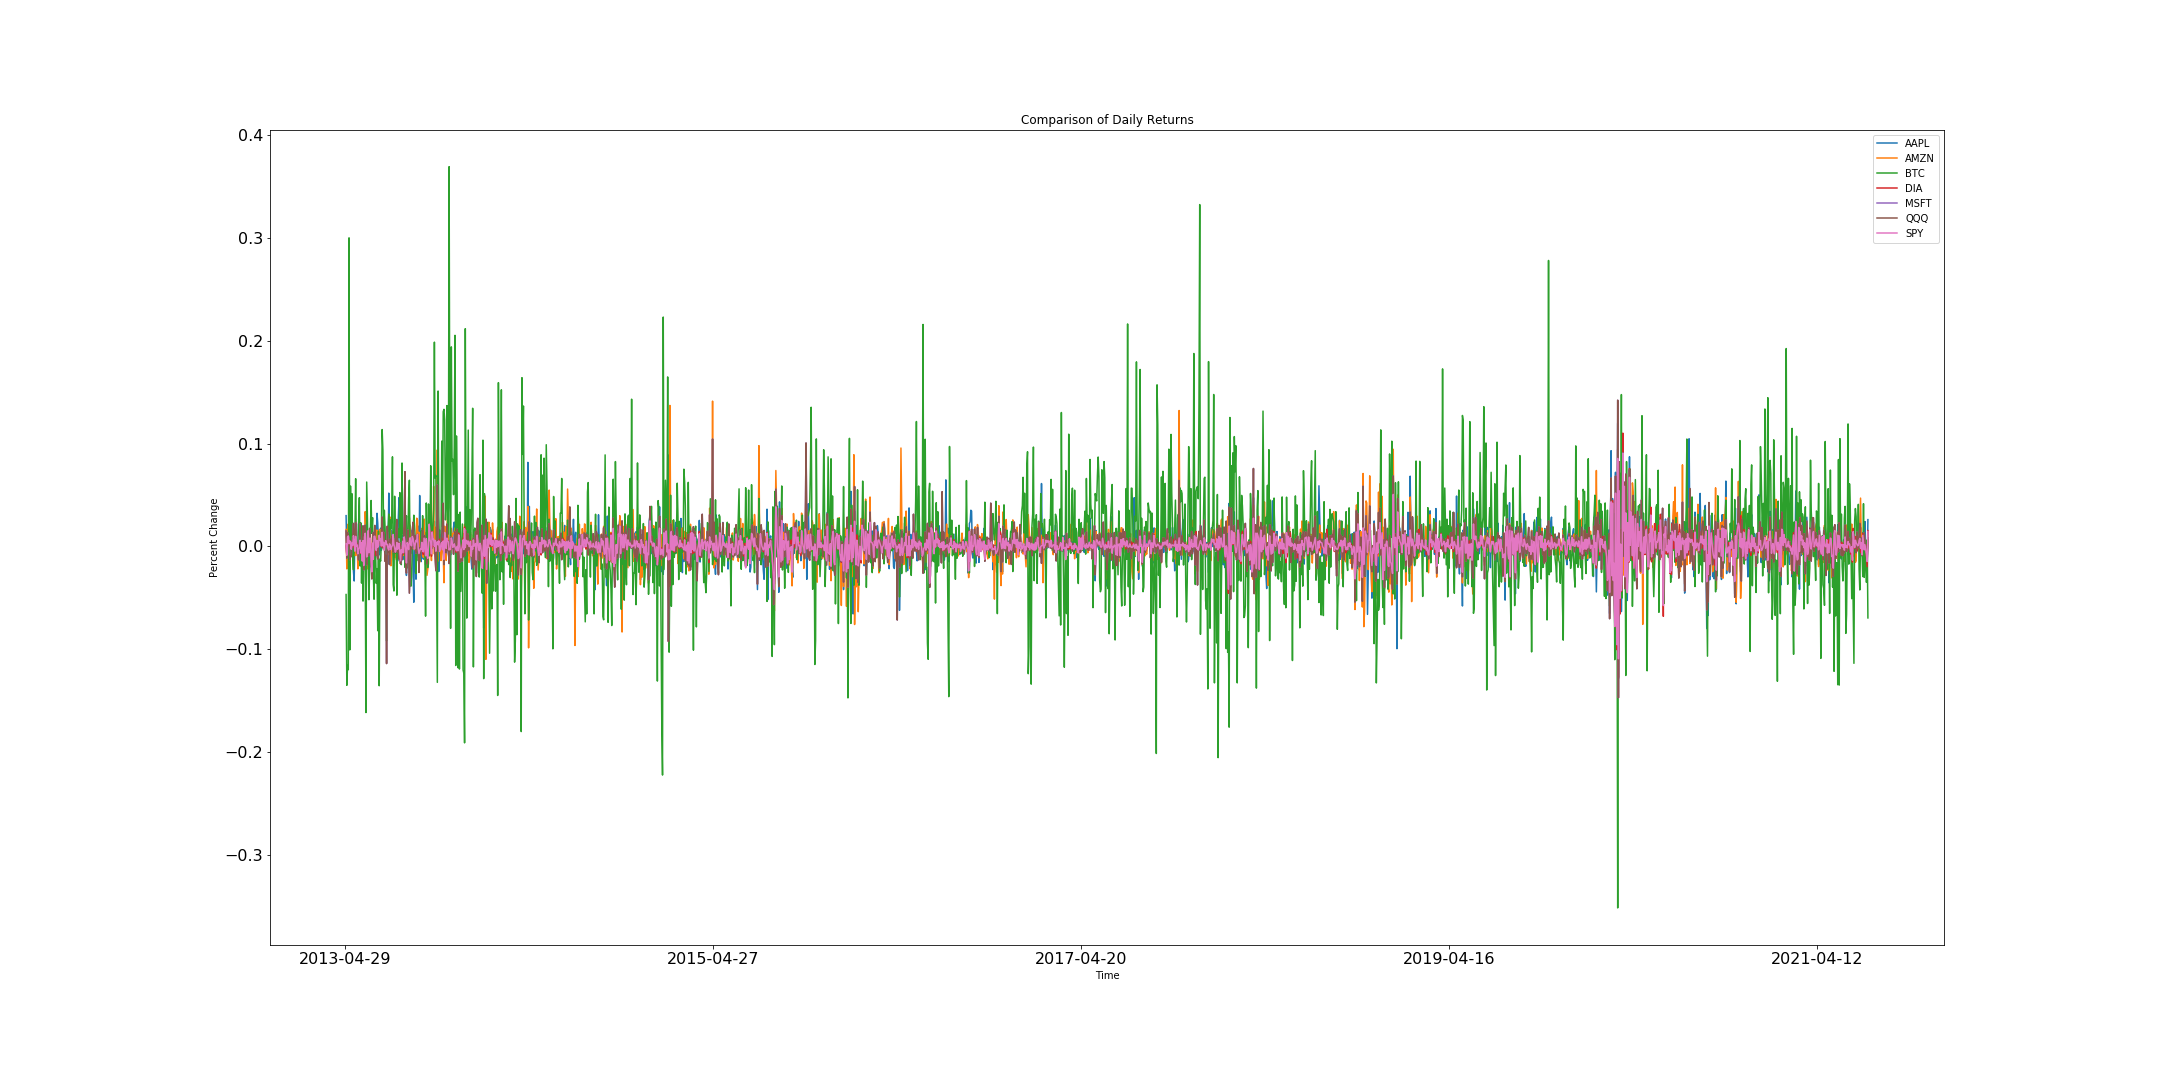 Comparison of Daily Returns
0.4
0.3
0.2
0.1
0.0
−0.1
−0.2
−0.3
Percent Change
AAPL
AMZN
BTC
DIA
MSFT
QQQ
SPY
2013-04-29 2015-04-27 2017-04-20 2019-04-16 2021-04-12
Time